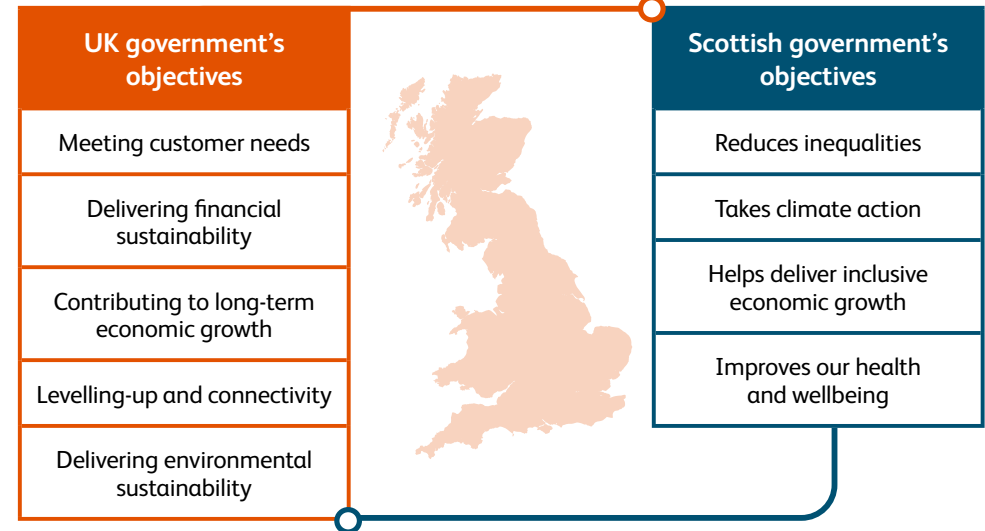 UK government's
objectives
Meeting customer needs
Delivering financial
sustainability
Contributing to long-term
economic growth
Levelling-up and connectivity
Delivering environmental
sustainability
Scottish government's
objectives
Reduces inequalities
Takes climate action
Helps deliver inclusive
economic growth
Improves our health
and wellbeing